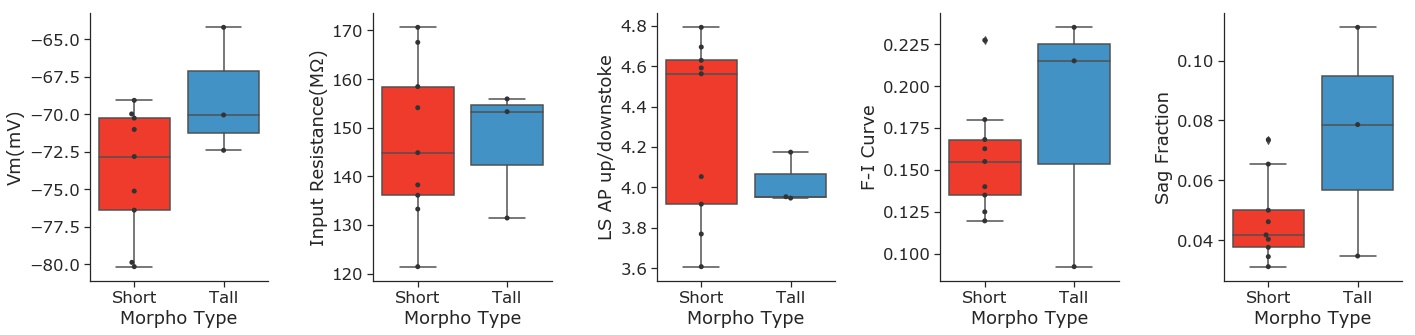 Vm(mV)
−65.0
−67.5
−70.0
−72.5
−75.0
−77.5
−80.0
Short Tall
Morpho Type
Input Resistance(MΩ)
170
160
150
140
130
120
Short Tall
Morpho Type
LS AP up/downstoke
4.8
4.6
4.4
4.2
4.0
3.8
3.6
Short Tall
Morpho Type
F-I Curve
0.225
0.200
0.175
0.150
0.125
0.100
Short Tall
Morpho Type
Sag Fraction
0.10
0.08
0.06
0.04
Short Tall
Morpho Type